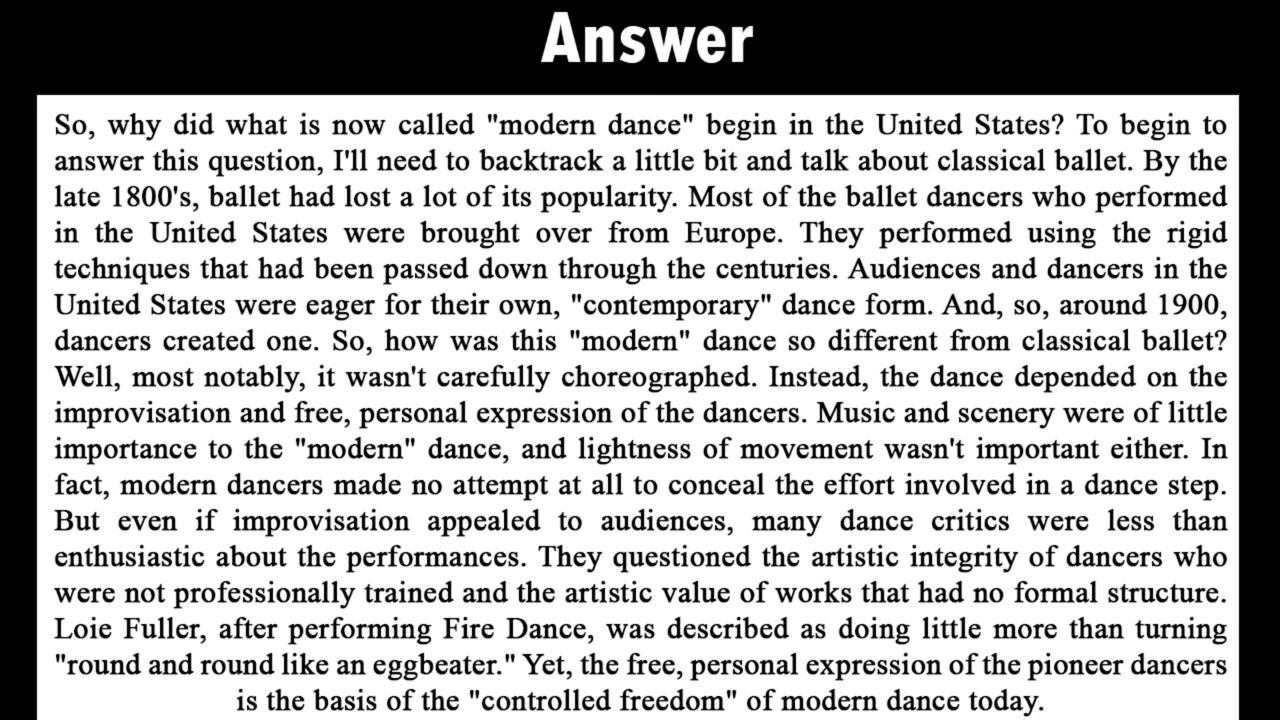 Answer
So, why did what is now called "modern dance" begin in the United States? To begin to
answer this question, I'll need to backtrack a little bit and talk about classical ballet. By the
late 1800's, ballet had lost a lot of its popularity. Most of the ballet dancers who performed
in the United States were brought over from Europe. They performed using the rigid
techniques that had been passed down through the centuries. Audiences and dancers in the
United States were eager for their own, "contemporary" dance form. And, so, around 1900,
dancers created one. So, how was this "modern" dance so different from classical ballet?
Well, most notably, it wasn't carefully choreographed. Instead, the dance depended on the
improvisation and free, personal expression of the dancers. Music and scenery were of little
importance to the "modern" dance, and lightness of movement wasn't important either. In
fact, modern dancers made no attempt at all to conceal the effort involved in a dance step.
But even if improvisation appealed to audiences, many dance critics were less than
enthusiastic about the performances. They questioned the artistic integrity of dancers who
were not professionally trained and the artistic value of works that had no formal structure.
Loie Fuller, after performing Fire Dance, was described as doing little more than turning
"round and round like an eggbeater." Yet, the free, personal expression of the pioneer dancers
is the basis of the "controlled freedom" of modern dance today.